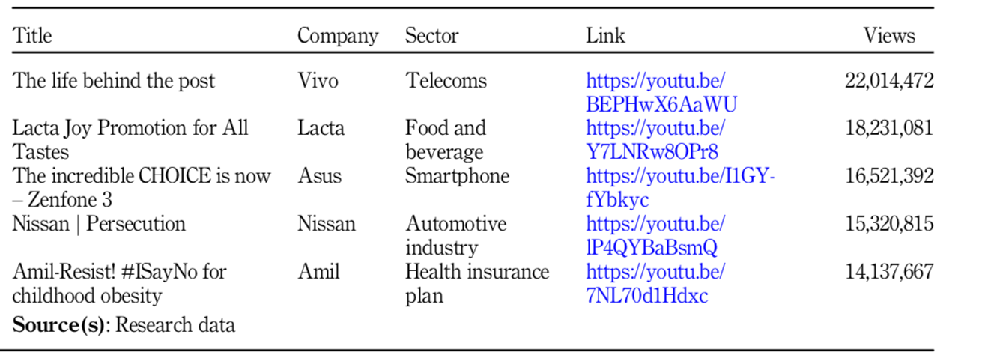 Title Company Sector Link Views
The life behind the post Vivo Telecoms https://youtu.be/ 22,014,472
BEPHwX6AaWU
Lacta Joy Promotion for All Lacta Food and https://youtu.be/ 18,231,081
Tastes beverage Y7LNRw8OPr8
The incredible CHOICE is now Asus Smartphone https://youtu.be/I1GY- 16,521,392
– Zenfone 3 fYbkyc
Nissan | Persecution Nissan Automotive https://youtu.be/ 15,320,815
industry lP4QYBaBsmQ
Amil-Resist! #ISayNo for Amil Health insurance https://youtu.be/ 14,137,667
childhood obesity plan 7NL70d1Hdxc
Source(s): Research data